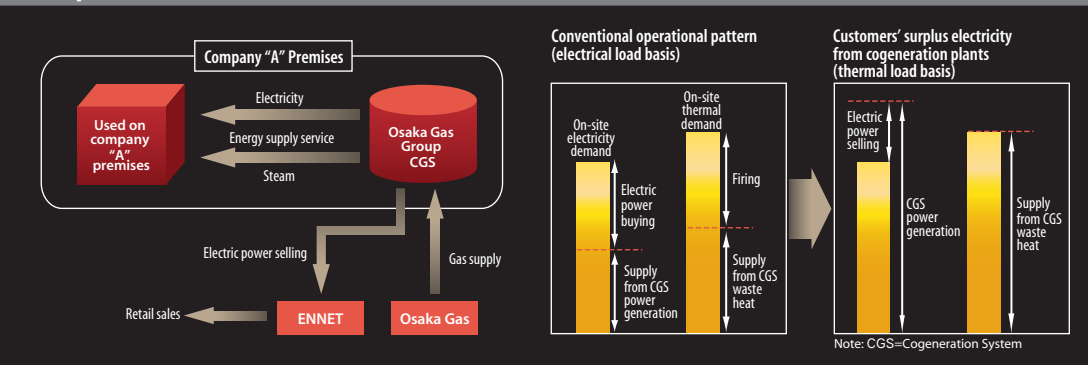 Company “A” Premises
Used on
company
“A”
premises
Electricity
Energy supply service
Steam
Osaka Gas
Group
CGS
Electric power selling
Gas supply
Retail sales
ENNET
Osaka Gas
Conventional operational pattern
(electrical load basis)
On-site
electricity
demand
Electric
power
buying
Supply
from CGS
power
generation
On-site
thermal
demand
Firing
Supply
from CGS
waste
heat
Customers’ surplus electricity
from cogeneration plants
(thermal load basis)
Electric
power
selling
CGS
power
generation
Supply
from CGS
waste
heat
Note: CGS=Cogeneration System